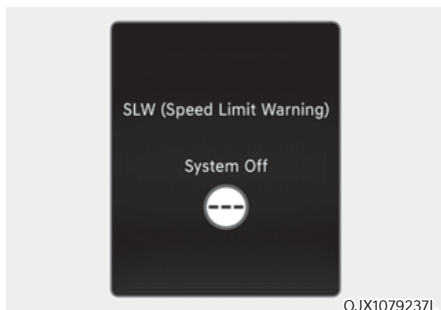 SLW (Speed Limit Warning)
System Off
---
OJX1079237L